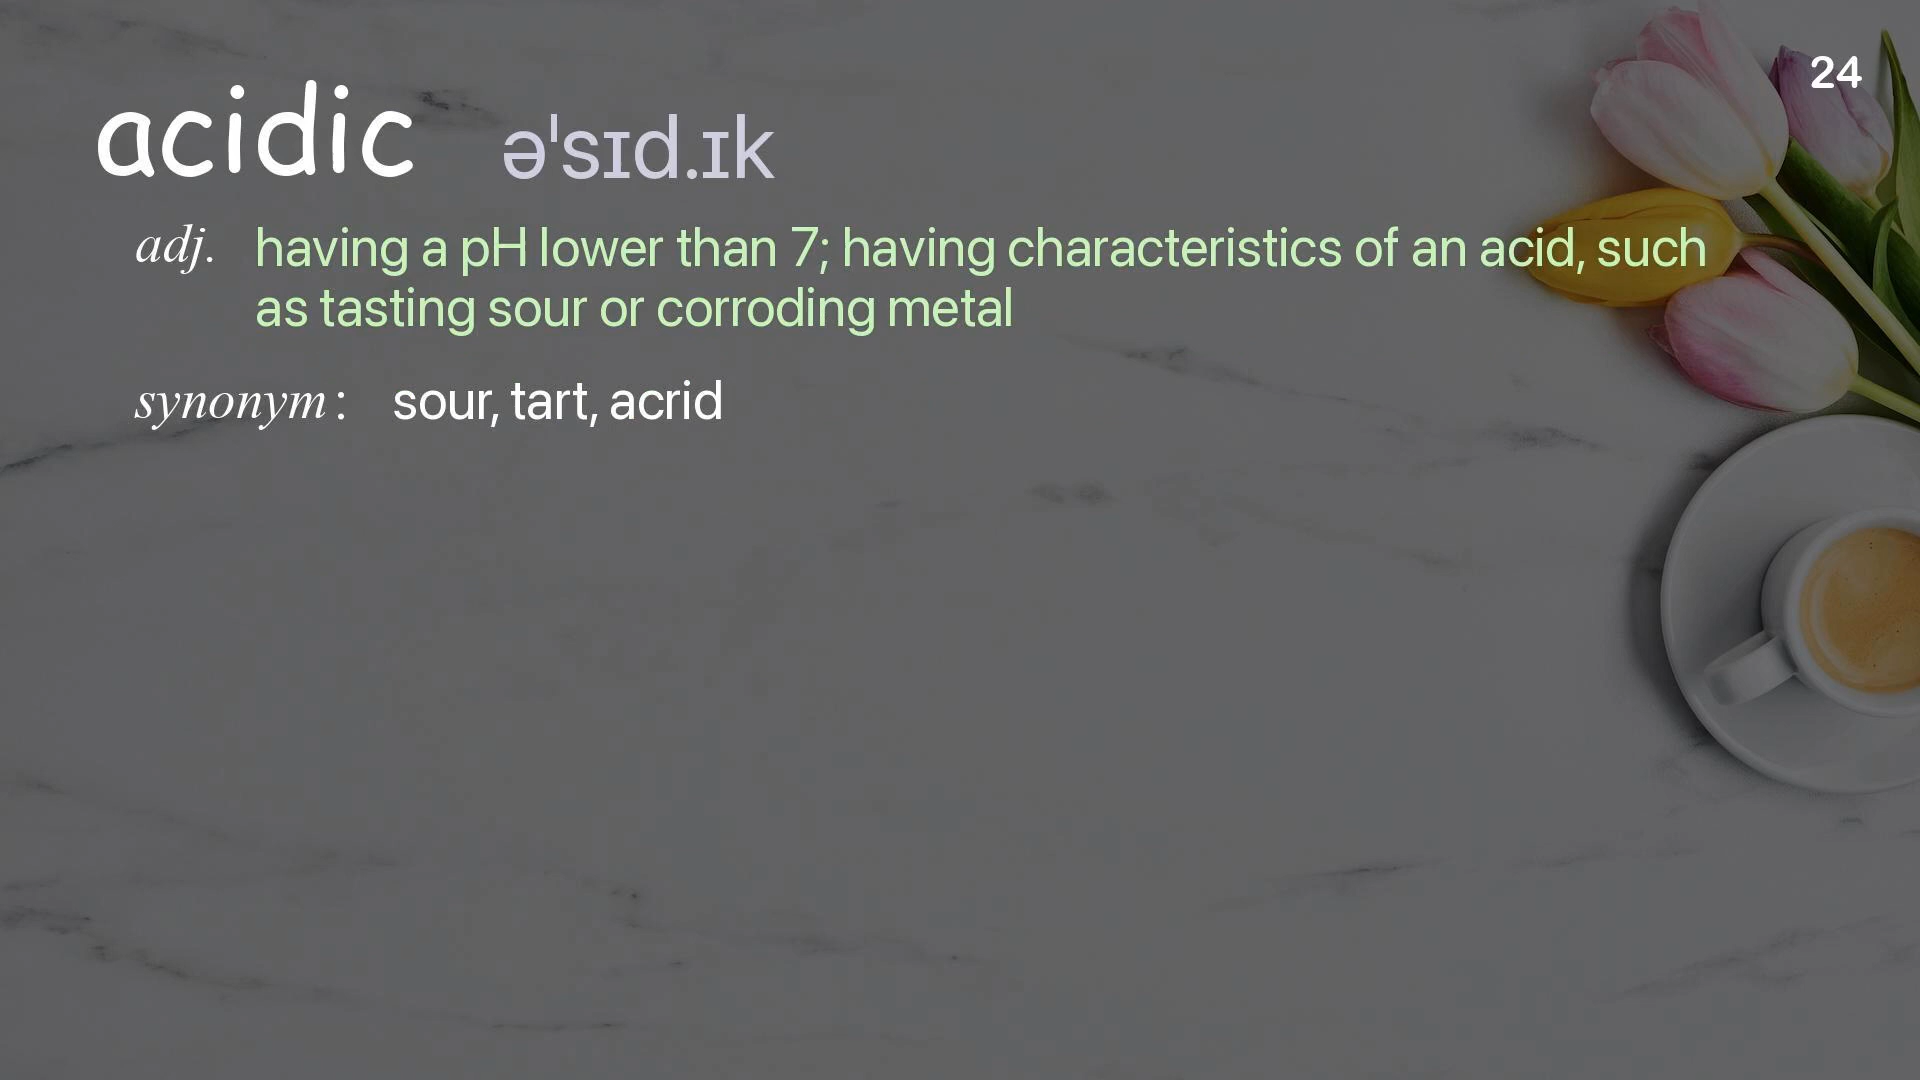 24
acidic əˈsɪd.ɪk
adj. having a pH lower than 7; having characteristics of an acid, such
as tasting sour or corroding metal
synonym : sour, tart, acrid